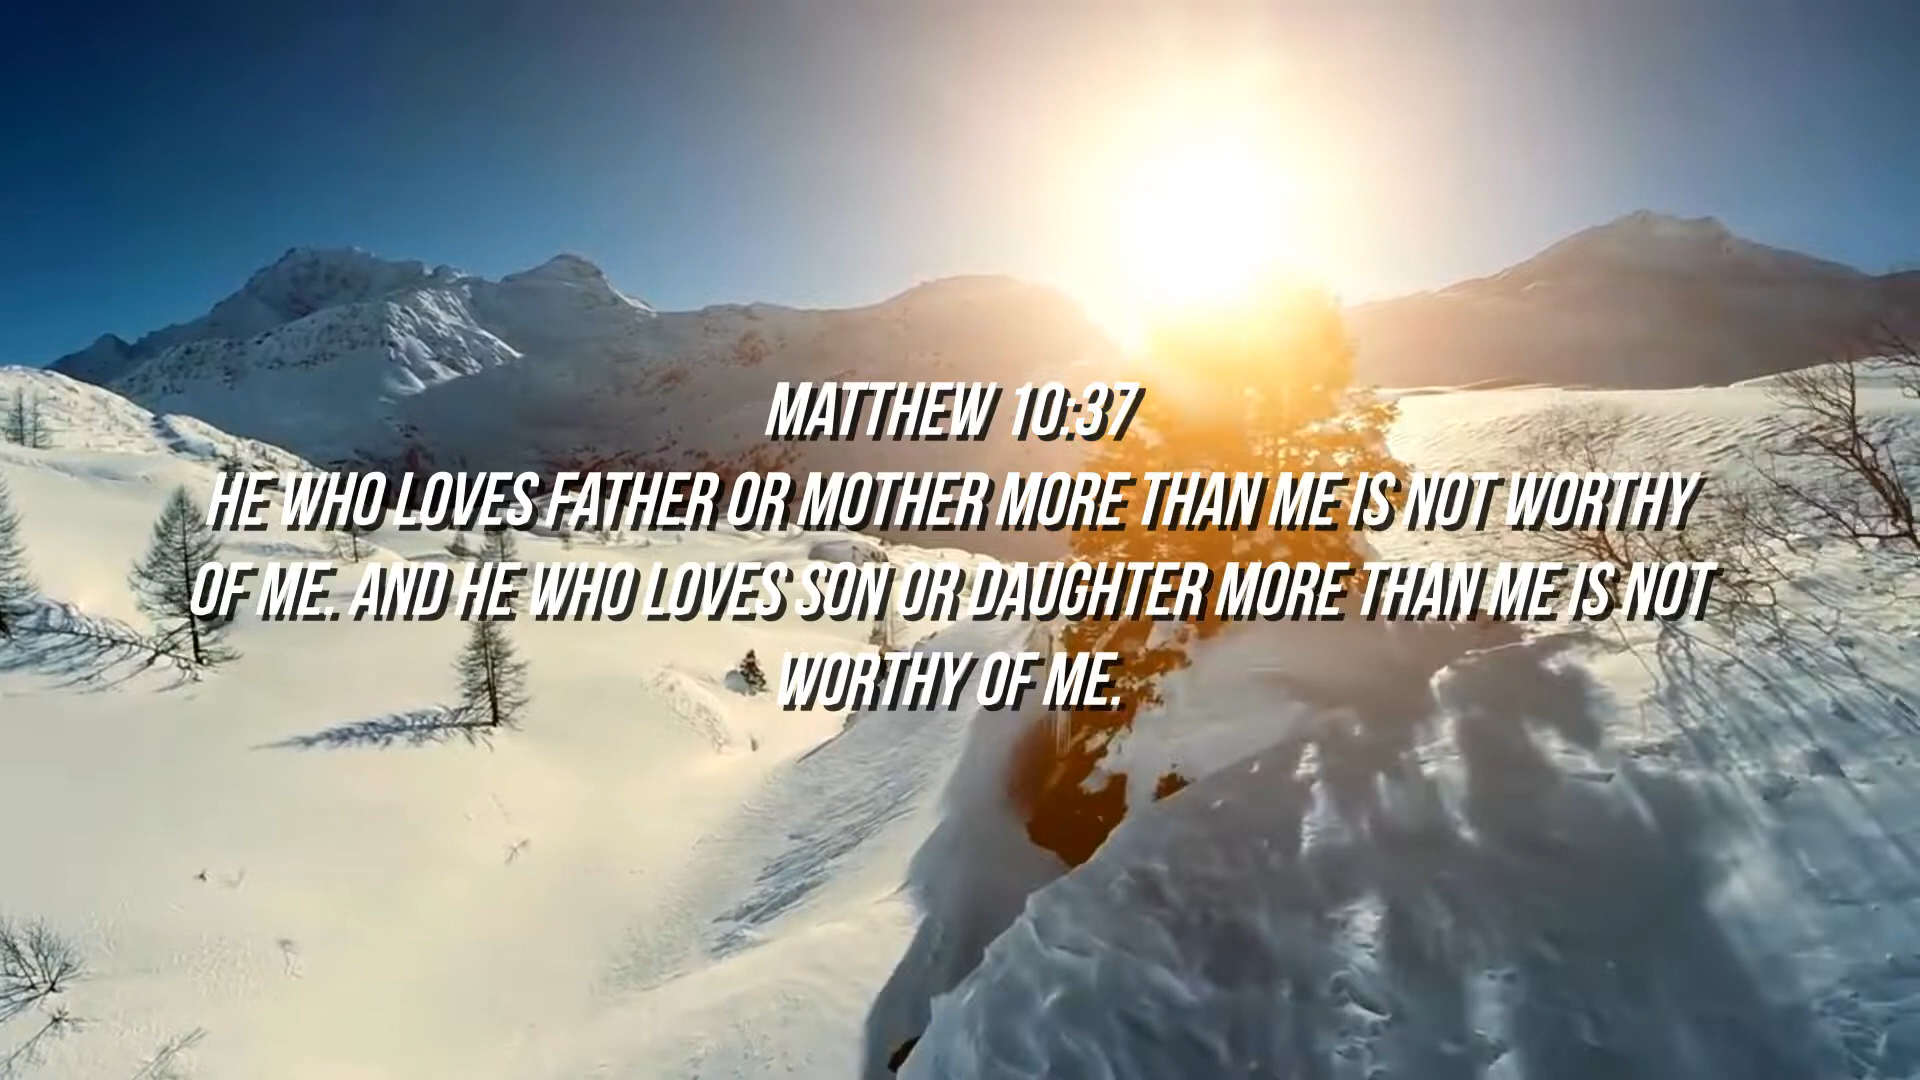 MATTHEW 10:37
HE WHO LOVES FATHER OR MOTHER MORE THAN ME IS NOT WORTHY
OF ME. AND HE WHO LOVES SON OR DAUGHTER MORE THAN ME IS NOT
WORTHY OF ME.